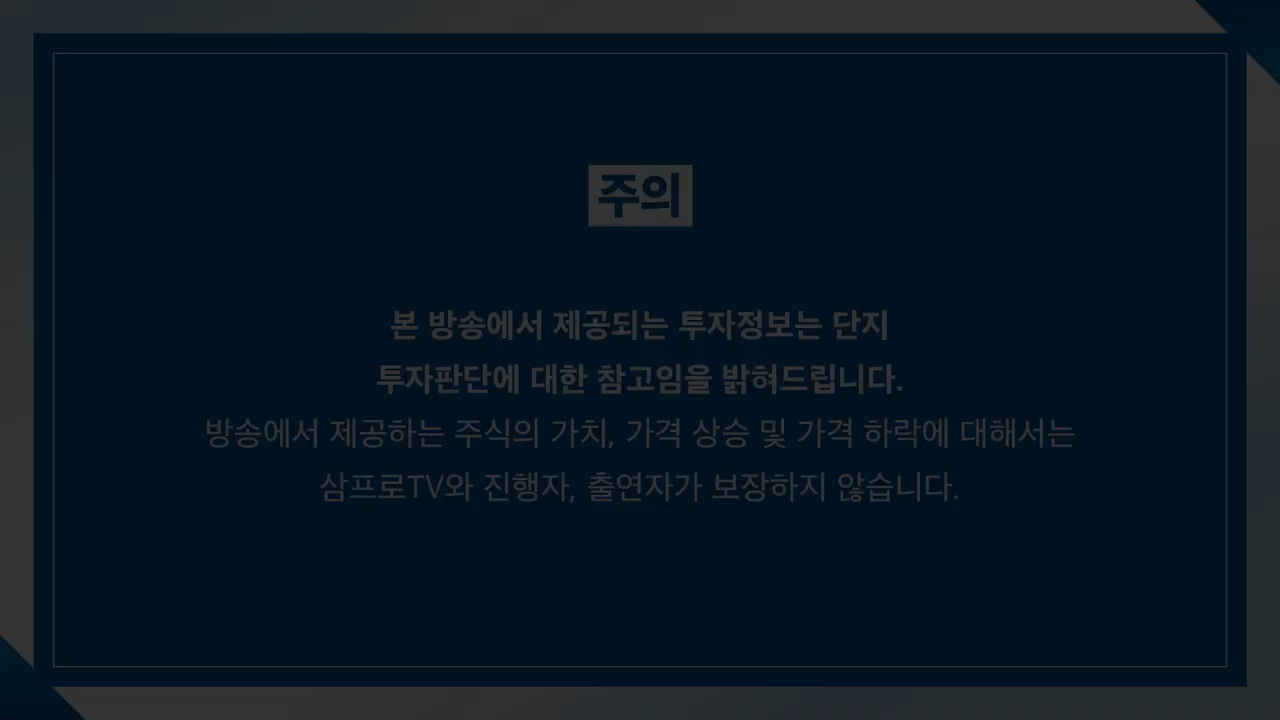 주의
본 방송에서 제공되는 투자정보는 단지
투자판단에 대한 참고임을 밝혀드립니다.
방송에서 제공하는 주식의 가치, 가격 상승 및 가격 하락에 대해서는
삼프로TV와 진행자, 출연자가 보장하지 않습니다.